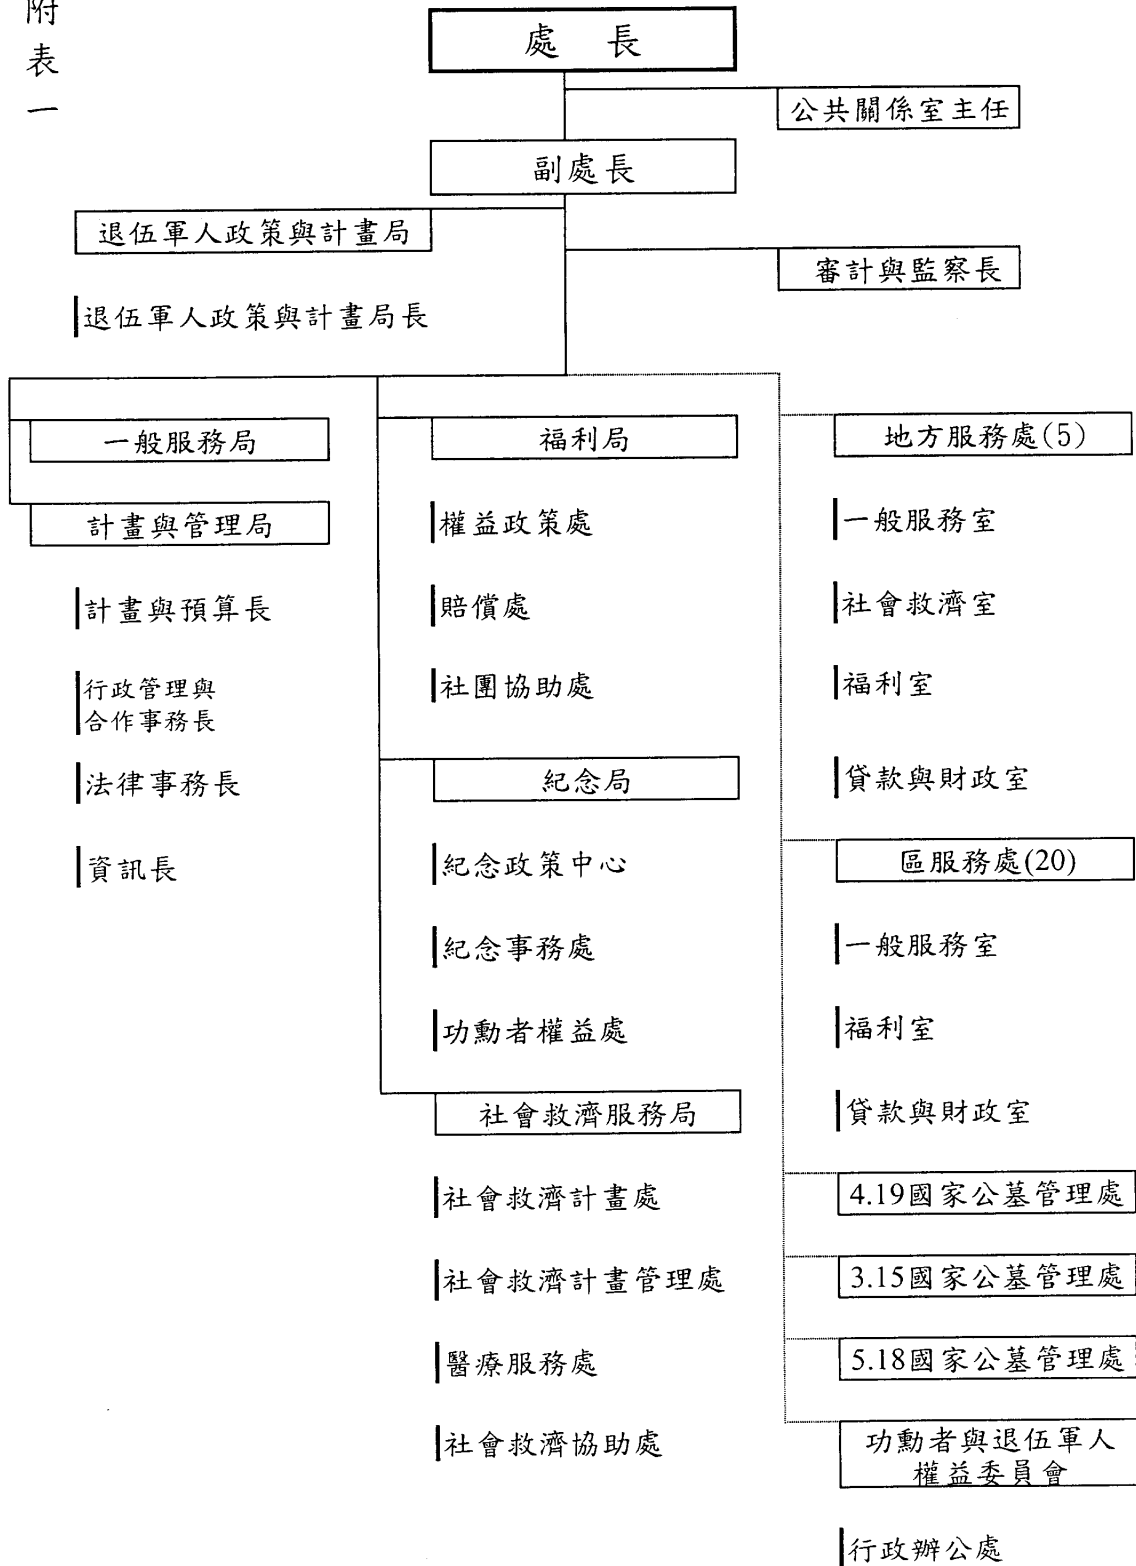 附表一
處長
公共關係室主任
副處長
退伍軍人政策與計畫局
審計與監察長
退伍軍人政策與計畫局長
一般服務局
計畫與管理局
計畫與預算長
行政管理與
合作事務長
法律事務長
資訊長
福利局
權益政策處
賠償處
社團協助處
紀念局
紀念政策中心
紀念事務處
功勳者權益處
社會救濟服務局
社會救濟計畫處
社會救濟計畫管理處
醫療服務處
社會救濟協助處
地方服務處(5)
一般服務室
社會救濟室
福利室
貸款與財政室
區服務處(20)
一般服務室
福利室
貸款與財政室
4.19國家公墓管理處
3.15國家公墓管理處
5.18國家公墓管理處
功勳者與退伍軍人
權益委員會
行政辦公處